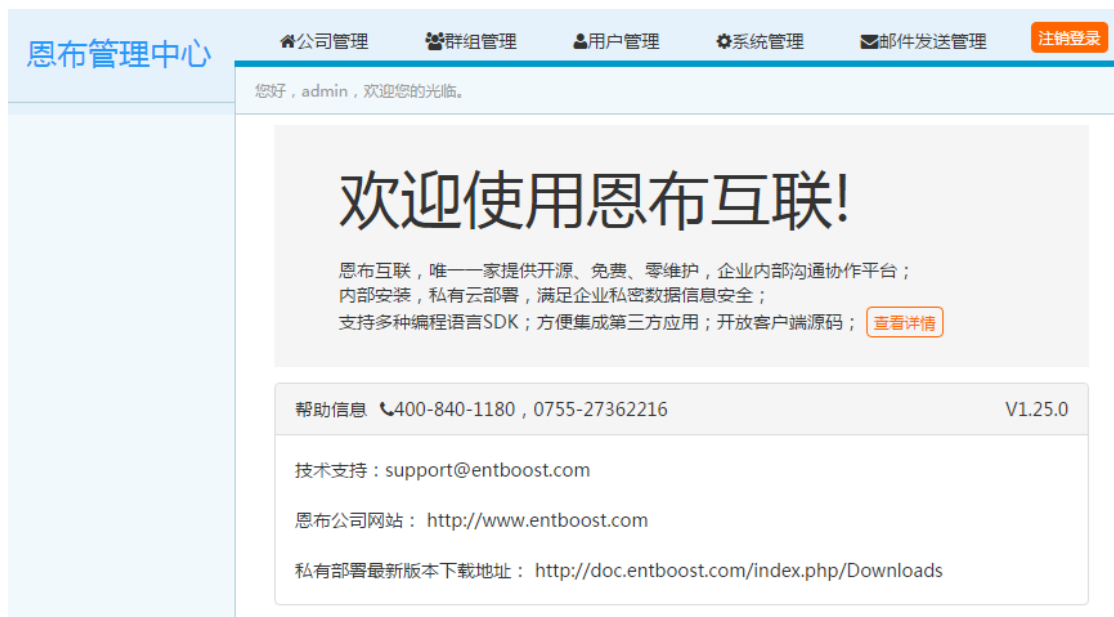 恩布管理中心
公司管理 群组管理 用户管理 系统管理 邮件发送管理 注销登录
您好，admin，欢迎您的光临。
欢迎使用恩布互联!
恩布互联，唯一一家提供开源、免费、零维护，企业内部沟通协作平台；
内部安装，私有云部署，满足企业私密数据信息安全；
支持多种编程语言SDK；方便集成第三方应用；开放客户端源码； 查看详情
帮助信息 400-840-1180，0755-27362216 V1.25.0
技术支持：support@entboost.com
恩布公司网站： http://www.entboost.com
私有部署最新版本下载地址： http://doc.entboost.com/index.php/Downloads